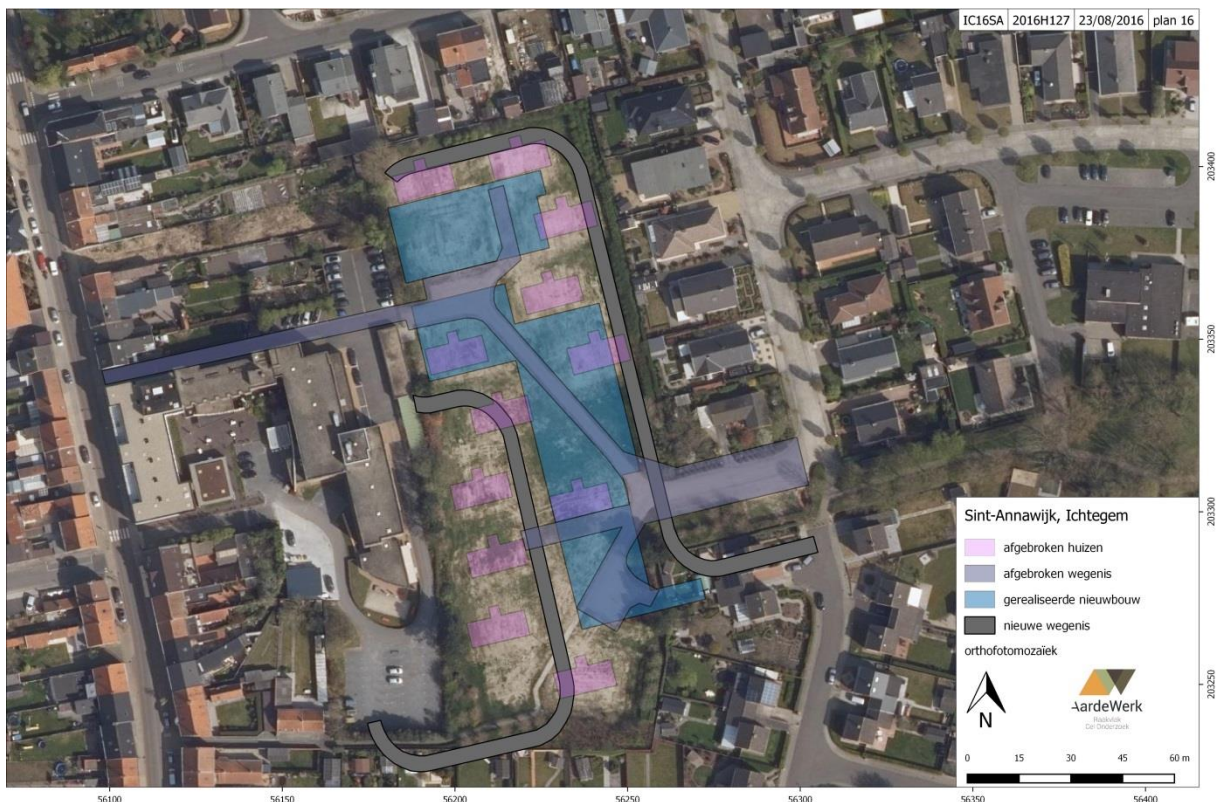 IC16SA 2016H127 23/08/2016 plan 16
203400
203350
203300
203250
Sint-Annawijk, Ichtegem
afgebroken huizen
afgebroken wegenis
gerealiseerde nieuwbouw
nieuwe wegenis
orthofotomozaïek
N
AardeWerk
0 15 30 45 60 m
56100 56150 56200 56250 56300 56350 56400